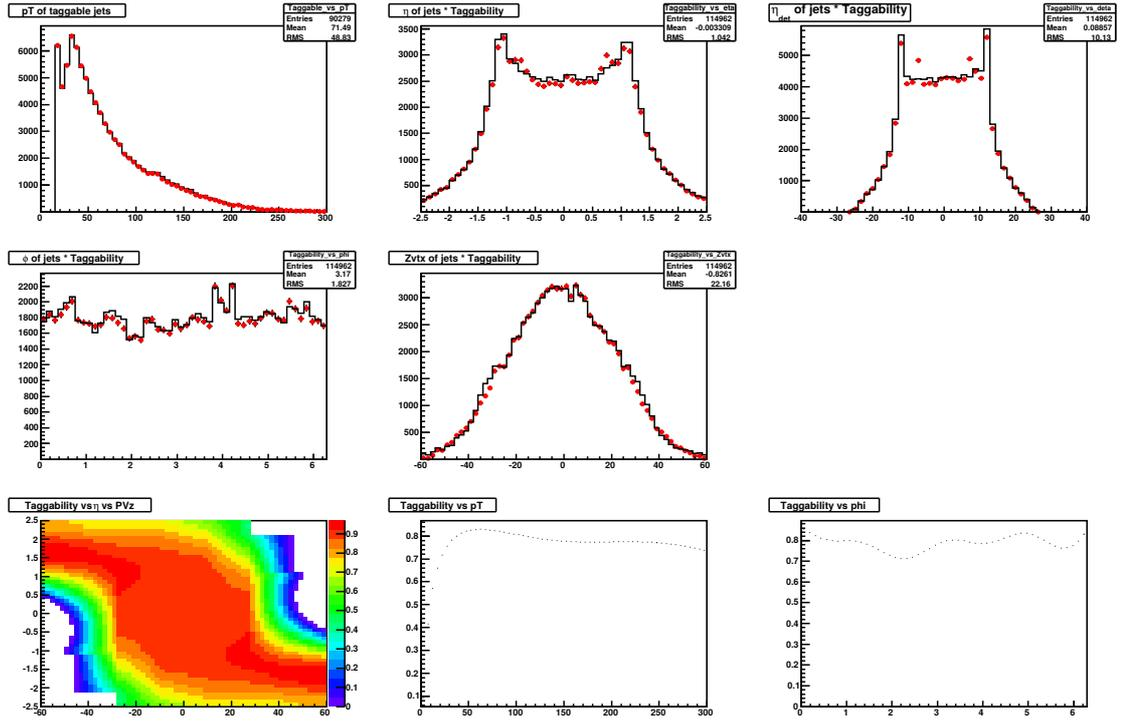 pT of taggable jets
Taggable_vs_pT
Entries 90279
Mean 71.49
RMS 48.83
6000
5000
4000
3000
2000
1000
0 50 100 150 200 250 300
η of jets * Taggability
Taggability_vs_eta
Entries 114962
Mean -0.003309
RMS 1.042
3500
3000
2500
2000
1500
1000
500
-2.5 -2 -1.5 -1 -0.5 0 0.5 1 1.5 2 2.5
η det of jets * Taggability
Taggability_vs_deta
Entries 114962
Mean 0.08857
RMS 10.13
5000
4000
3000
2000
1000
-40 -30 -20 -10 0 10 20 30 40
ϕ of jets * Taggability
Taggability_vs_phi
Entries 114962
Mean 3.17
RMS 1.827
2200
2000
1800
1600
1400
1200
1000
800
600
400
200
0 1 2 3 4 5 6
Zvtx of jets * Taggability
Taggability_vs_Zvtx
Entries 114962
Mean -0.8261
RMS 22.16
3000
2500
2000
1500
1000
500
-60 -40 -20 0 20 40 60
Taggability vs η vs PVz
2.5
2
1.5
1
0.5
0
-0.5
-1
-1.5
-2
-2.5
-60 -40 -20 0 20 40 60
0.9
0.8
0.7
0.6
0.5
0.4
0.3
0.2
0.1
0
Taggability vs pT
0.8
0.7
0.6
0.5
0.4
0.3
0.2
0.1
0 50 100 150 200 250 300
Taggability vs phi
0.8
0.7
0.6
0.5
0.4
0.3
0.2
0.1
0
0 1 2 3 4 5 6